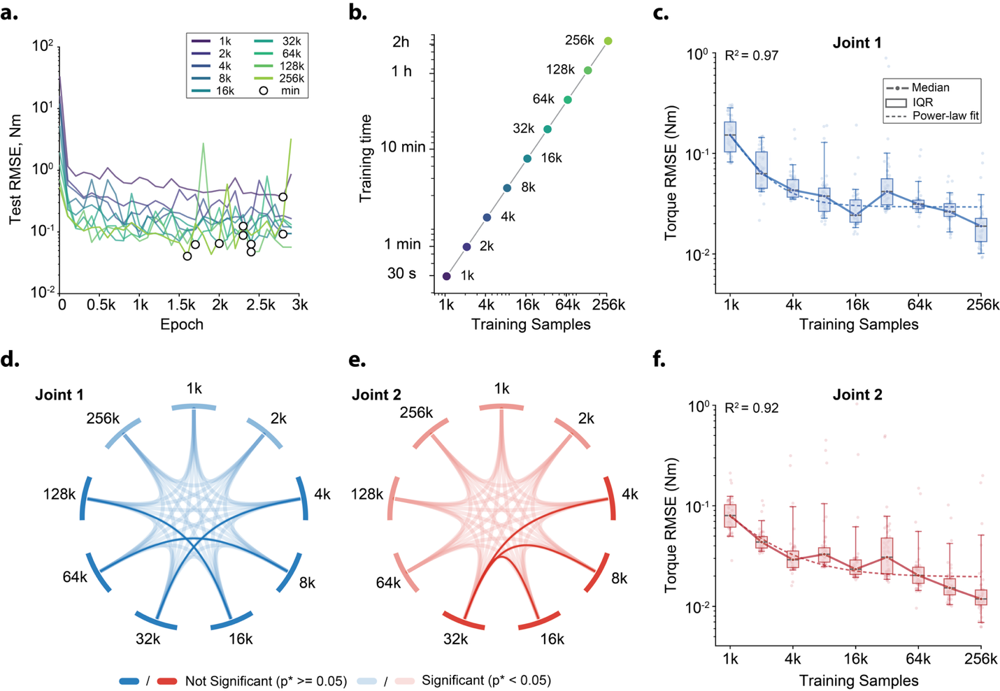 a.
10²
10¹
10⁰
10⁻¹
10⁻²
Test RMSE, Nm
0 0.5k 1k 1.5k 2k 2.5k 3k
Epoch
1k 32k
2k 64k
4k 128k
8k 256k
16k min
b.
2h
1 h
10 min
1 min
30 s
Training time
256k
128k
64k
32k
16k
8k
4k
2k
1k
1k 4k 16k 64k 256k
Training Samples
c.
Joint 1
R² = 0.97
Median
IQR
Power-law fit
10⁰
10⁻¹
10⁻²
Torque RMSE (Nm)
1k 4k 16k 64k 256k
Training Samples
d.
Joint 1
1k
2k
4k
8k
16k
32k
64k
128k
256k
e.
Joint 2
1k
2k
4k
8k
16k
32k
64k
128k
256k
/ Not Significant (p* >= 0.05) / Significant (p* < 0.05)
f.
Joint 2
R² = 0.92
10⁰
10⁻¹
10⁻²
Torque RMSE (Nm)
1k 4k 16k 64k 256k
Training Samples